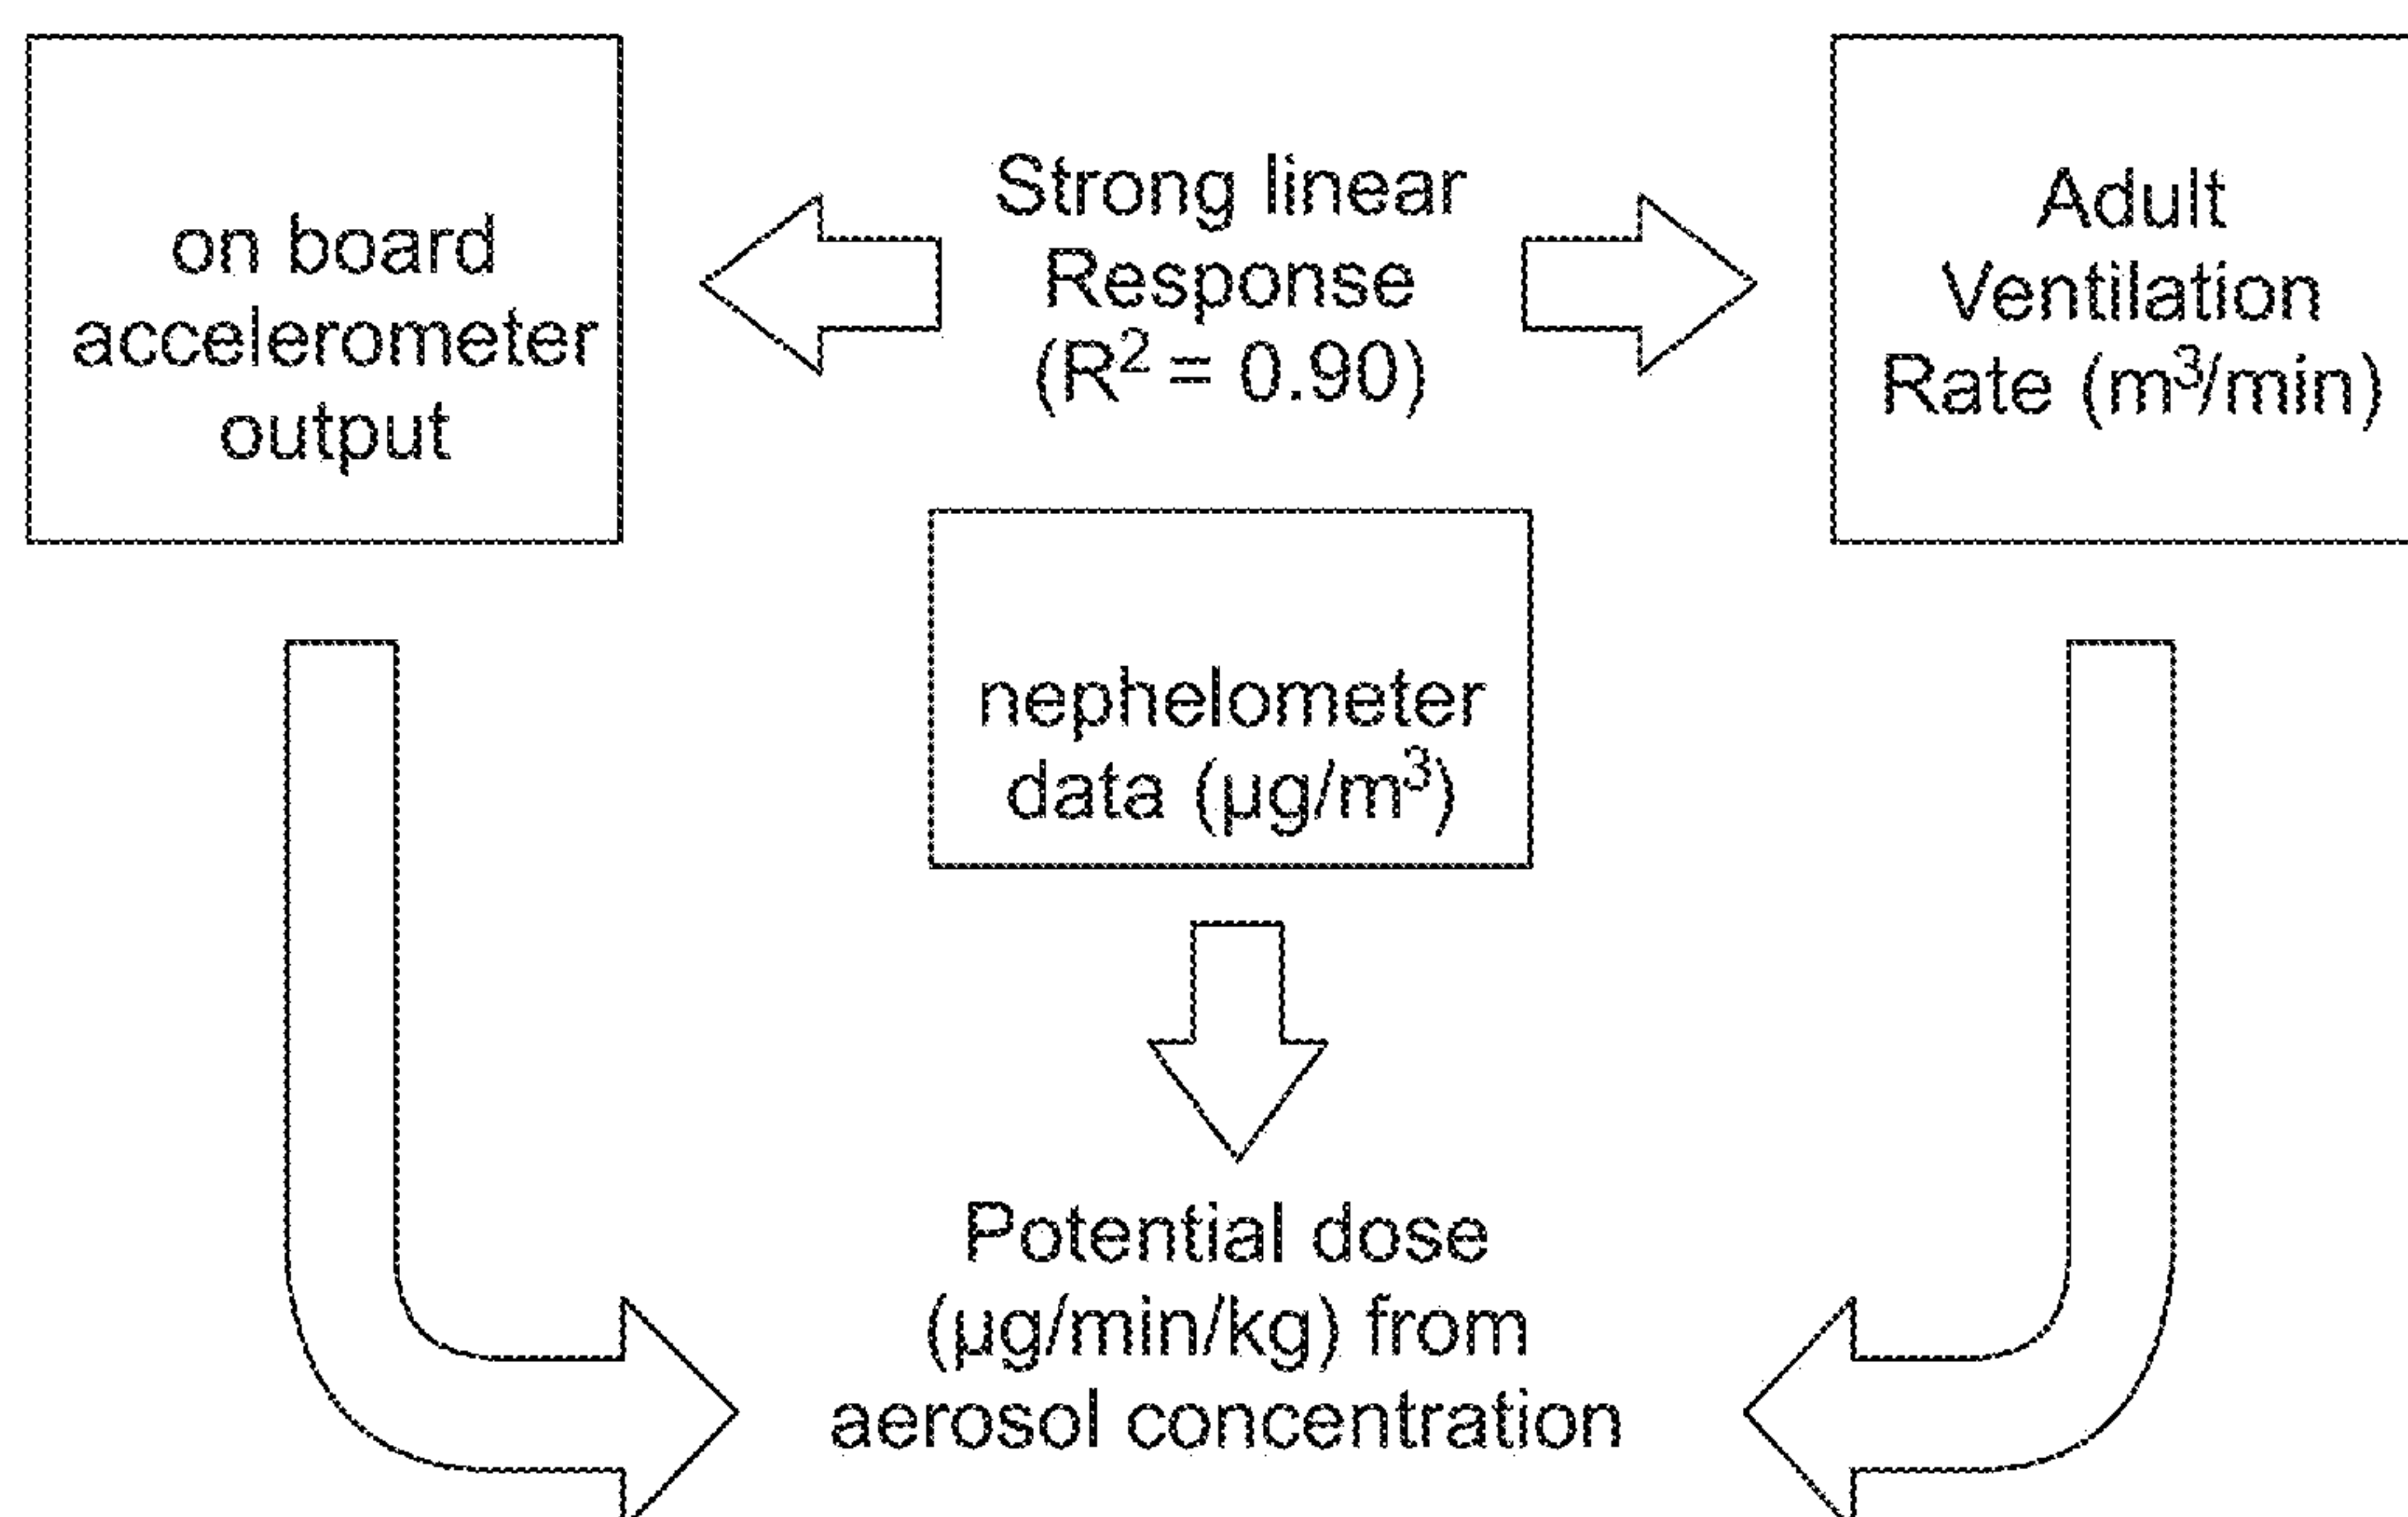 on board
accelerometer
output
Strong linear
Response
(R² = 0.90)
Adult
Ventilation
Rate (m³/min)
nephelometer
data (µg/m³)
Potential dose
(µg/min/kg) from
aerosol concentration